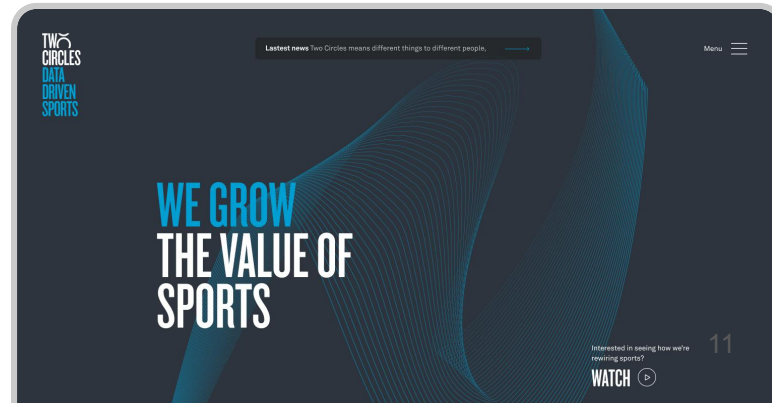 TWO
CIRCLES
DATA
DRIVEN
SPORTS
Lastest news Two Circles means different things to different people,
Menu
WE GROW
THE VALUE OF
SPORTS
Interested in seeing how we're
rewiring sports?
WATCH
11